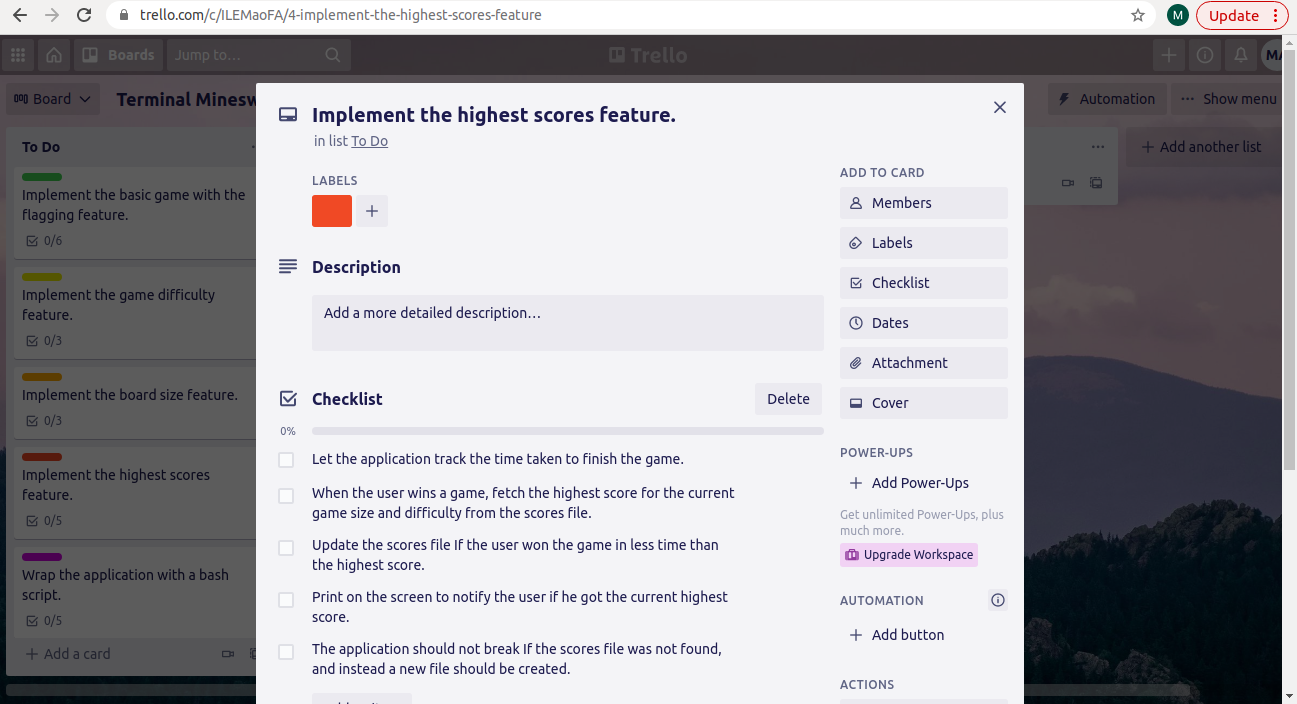 trello.com/c/ILEMaoFA/4-implement-the-highest-scores-feature
M
Update
Boards
Jump to...
Trello
MA
Board
Terminal Minesw
Automation
Show menu
To Do
Implement the basic game with the
flagging feature.
0/6
Implement the game difficulty
feature.
0/3
Implement the board size feature.
0/3
Implement the highest scores
feature.
0/5
Wrap the application with a bash
script.
0/5
Add a card
Add another list
Implement the highest scores feature.
in list To Do
LABELS
Description
Add a more detailed description…
Checklist
Delete
0%
Let the application track the time taken to finish the game.
When the user wins a game, fetch the highest score for the current
game size and difficulty from the scores file.
Update the scores file If the user won the game in less time than
the highest score.
Print on the screen to notify the user if he got the current highest
score.
The application should not break If the scores file was not found,
and instead a new file should be created.
ADD TO CARD
Members
Labels
Checklist
Dates
Attachment
Cover
POWER-UPS
Add Power-Ups
Get unlimited Power-Ups, plus
much more.
Upgrade Workspace
AUTOMATION
Add button
ACTIONS